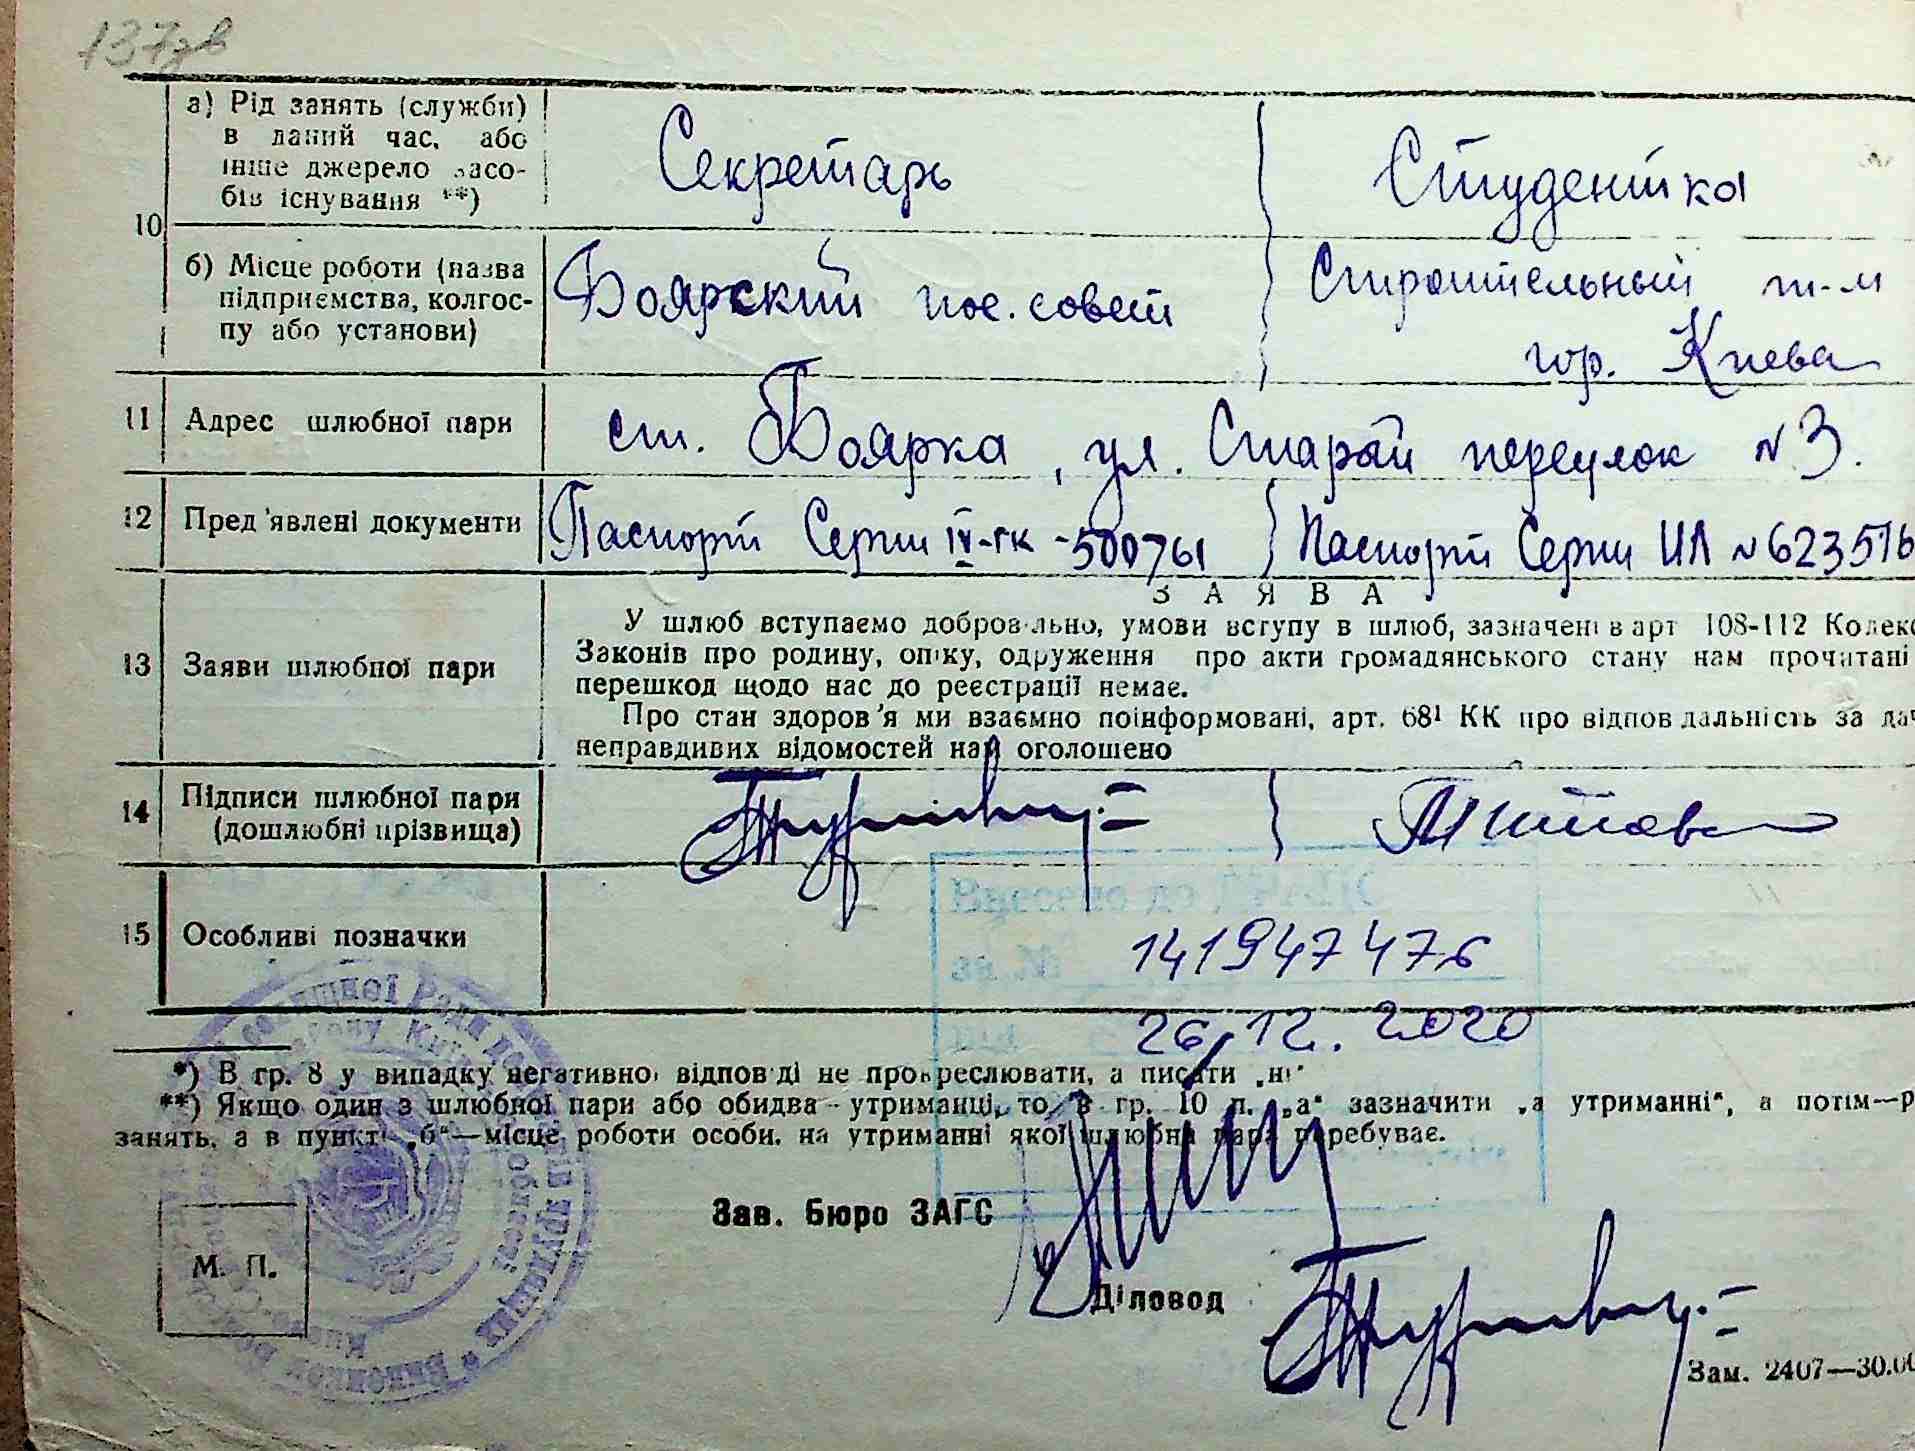 137зв
а) Рід занять (служби)
в даний час, або
інше джерело засо-
бів існування **)
Секретарь
Студентка
10
б) Місце роботи (назва
підприємства, колгос-
пу або установи)
Боярский пос. совет
Строительный т-м
гор. Киева
11 Адрес шлюбної пари
ст. Боярка, ул. Старай переулок № 3.
12 Пред'явлені документи
Паспорт Серии IV-ГК - 500761
Паспорт Серии ИЛ № 623516
ЗАЯВА
13 Заяви шлюбної пари
У шлюб вступаємо добровільно, умови вступу в шлюб, зазначені в арт 108-112 Кодекс
Законів про родину, опіку, одруження про акти громадянського стану нам прочитані
перешкод щодо нас до реєстрації немає.
Про стан здоров'я ми взаємно поінформовані, арт. 68¹ КК про відповідальність за дач
неправдивих відомостей нам оголошено
14 Підписи шлюбної пари
(дошлюбні прізвища)
15 Особливі позначки
Внесено до ДРАЦС
за №
141947476
від
26/12. 2020
*) В гр. 8 у випадку негативної відповіді не прокреслювати, а писати „ні"
**) Якщо один з шлюбної пари або обидва - утриманці, то в гр. 10 п. „а" зазначити „а утриманні", а потім—р
занять, а в пункті „б"—місце роботи особи, на утриманні якої шлюбна пара перебуває.
Зав. Бюро ЗАГС
М. П.
Діловод
Зам. 2407—30.00